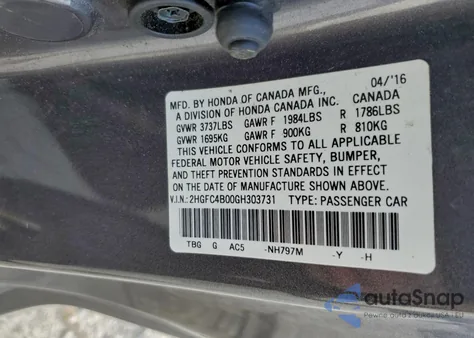 MFD. BY HONDA OF CANADA MFG., 04/'16
A DIVISION OF HONDA CANADA INC. CANADA
GVWR 3737LBS GAWR F 1984LBS R 1786LBS
GVWR 1695KG GAWR F 900KG R 810KG
THIS VEHICLE CONFORMS TO ALL APPLICABLE
FEDERAL MOTOR VEHICLE SAFETY, BUMPER,
AND THEFT PREVENTION STANDARDS IN EFFECT
ON THE DATE OF MANUFACTURE SHOWN ABOVE.
V.I.N.: 2HGFC4B00GH303731 TYPE: PASSENGER CAR
TBG G AC5 -NH797M -Y -H
autoSnap